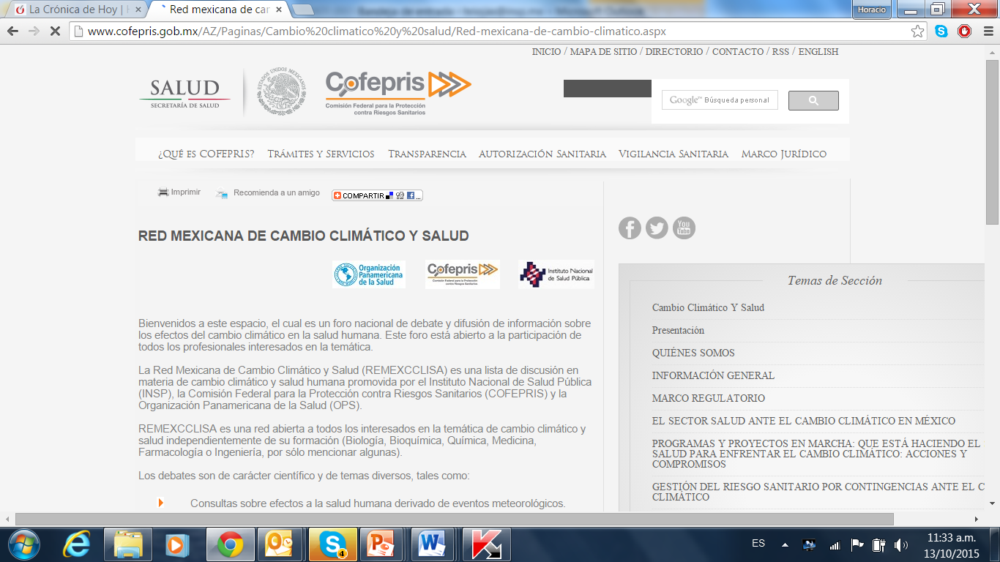 La Crónica de Hoy |
Red mexicana de car
Horacio
www.cofepris.gob.mx/AZ/Paginas/Cambio%20climatico%20y%20salud/Red-mexicana-de-cambio-climatico.aspx
INICIO / MAPA DE SITIO / DIRECTORIO / CONTACTO / RSS / ENGLISH
SALUD
SECRETARÍA DE SALUD
ESTADOS UNIDOS MEXICANOS
Cofepris
Comisión Federal para la Protección
contra Riesgos Sanitarios
Google™ Búsqueda personal
¿Qué es COFEPRIS? Trámites y Servicios Transparencia Autorización Sanitaria Vigilancia Sanitaria Marco Jurídico
Imprimir Recomienda a un amigo COMPARTIR ...
You
Tube
RED MEXICANA DE CAMBIO CLIMÁTICO Y SALUD
Organización
Panamericana
de la Salud
Cofepris
Comisión Federal para la Protección
contra Riesgos Sanitarios
Instituto Nacional
de Salud Pública
Bienvenidos a este espacio, el cual es un foro nacional de debate y difusión de información sobre
los efectos del cambio climático en la salud humana. Este foro está abierto a la participación de
todos los profesionales interesados en la temática.
La Red Mexicana de Cambio Climático y Salud (REMEXCCLISA) es una lista de discusión en
materia de cambio climático y salud humana promovida por el Instituto Nacional de Salud Pública
(INSP), la Comisión Federal para la Protección contra Riesgos Sanitarios (COFEPRIS) y la
Organización Panamericana de la Salud (OPS).
REMEXCCLISA es una red abierta a todos los interesados en la temática de cambio climático y
salud independientemente de su formación (Biología, Bioquímica, Química, Medicina,
Farmacología o Ingeniería, por sólo mencionar algunas).
Los debates son de carácter científico y de temas diversos, tales como:
Consultas sobre efectos a la salud humana derivado de eventos meteorológicos.
Temas de Sección
Cambio Climático Y Salud
Presentación
QUIÉNES SOMOS
INFORMACIÓN GENERAL
MARCO REGULATORIO
EL SECTOR SALUD ANTE EL CAMBIO CLIMÁTICO EN MÉXICO
PROGRAMAS Y PROYECTOS EN MARCHA: QUE ESTÁ HACIENDO EL
SALUD PARA ENFRENTAR EL CAMBIO CLIMÁTICO: ACCIONES Y
COMPROMISOS
GESTIÓN DEL RIESGO SANITARIO POR CONTINGENCIAS ANTE EL C
CLIMÁTICO
4
ES
11:33 a.m.
13/10/2015